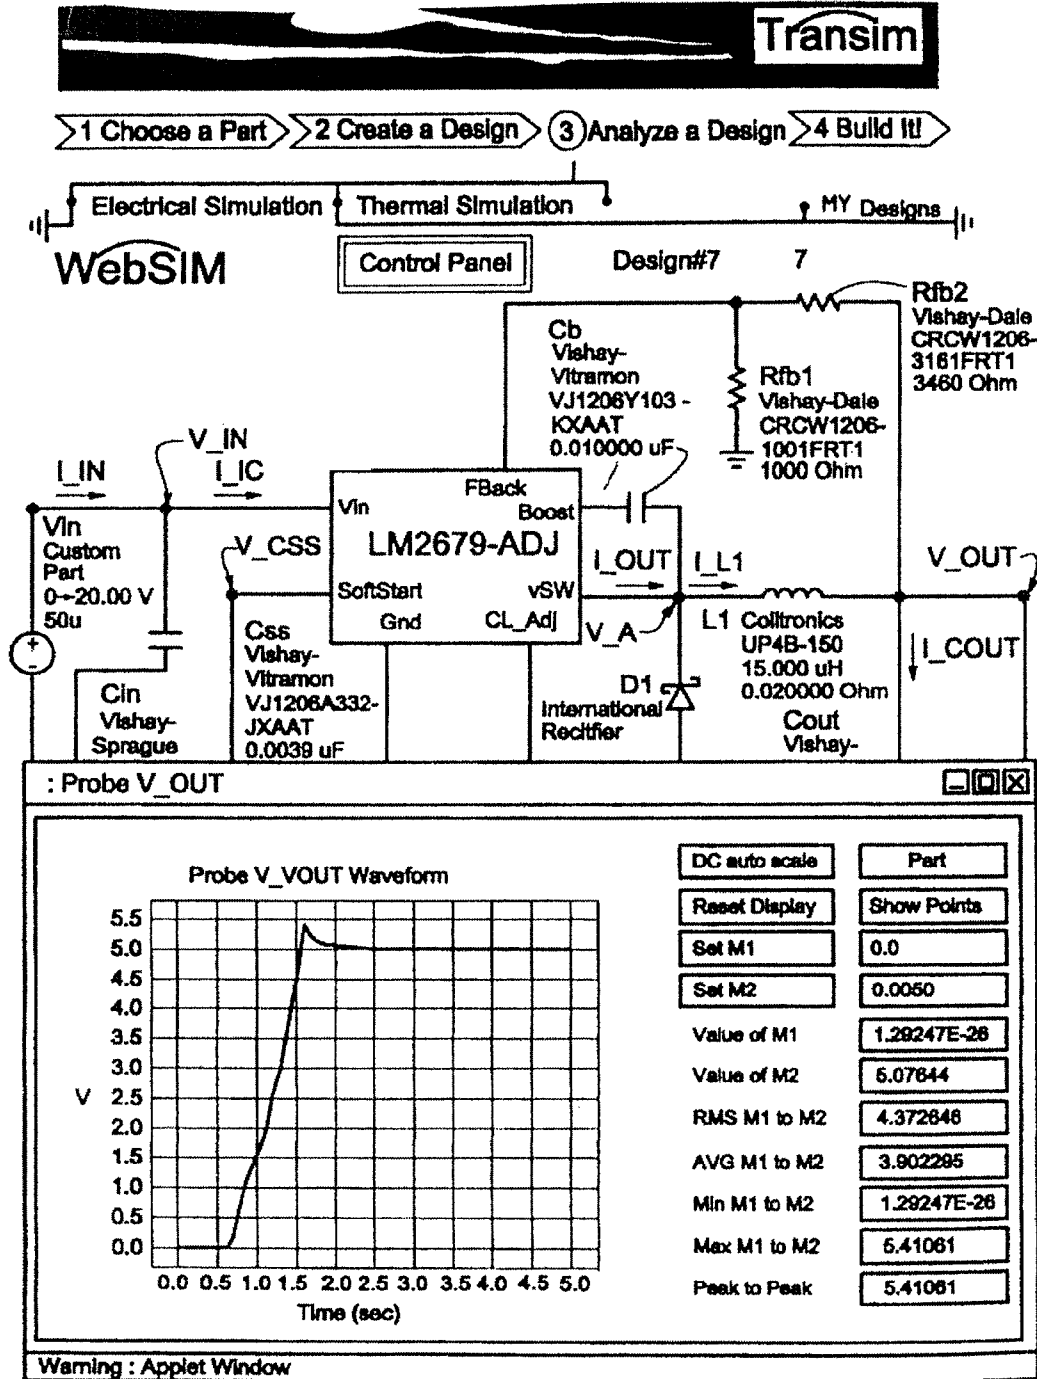 Transim
1 Choose a Part
2 Create a Design
3 Analyze a Design
4 Build It!
Electrical Simulation
Thermal Simulation
MY Designs
WebSIM
Control Panel
Design#7
7
Rfb2
Vishay-Dale
CRCW1206-
3161FRT1
3460 Ohm
Cb
Vishay-
Vitramon
VJ1206Y103 -
KXAAT
0.010000 uF
Rfb1
Vishay-Dale
CRCW1206-
1001FRT1
1000 Ohm
V_IN
I_IN
I_IC
Vin
Custom
Part
0→20.00 V
50u
+
-
Vin
FBack
Boost
LM2679-ADJ
SoftStart
vSW
Gnd
CL_Adj
V_CSS
I_OUT
I_L1
V_OUT
V_A
L1 Coiltronics
UP4B-150
15.000 uH
0.020000 Ohm
I_COUT
Css
Vishay-
Vitramon
VJ1206A332-
JXAAT
0.0039 uF
Cin
Vishay-
Sprague
D1
International
Recitfier
Cout
Vishay-
: Probe V_OUT
Probe V_VOUT Waveform
5.5
5.0
4.5
4.0
3.5
3.0
V 2.5
2.0
1.5
1.0
0.5
0.0
0.0 0.5 1.0 1.5 2.0 2.5 3.0 3.5 4.0 4.5 5.0
Time (sec)
DC auto scale Part
Reset Display Show Points
Set M1 0.0
Set M2 0.0050
Value of M1 1.29247E-26
Value of M2 5.07644
RMS M1 to M2 4.372646
AVG M1 to M2 3.902295
Min M1 to M2 1.29247E-26
Max M1 to M2 5.41061
Peak to Peak 5.41061
Warning : Applet Window